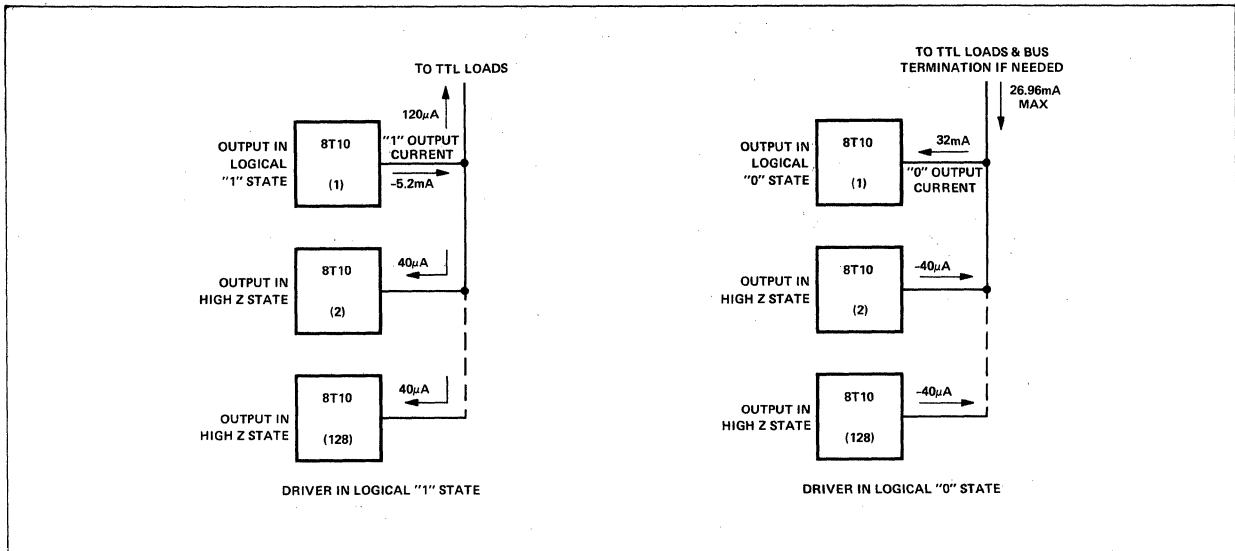 TO TTL LOADS
120μA
"1" OUTPUT
CURRENT
-5.2mA
OUTPUT IN
LOGICAL
"1" STATE
8T10
(1)
40μA
OUTPUT IN
HIGH Z STATE
8T10
(2)
40μA
OUTPUT IN
HIGH Z STATE
8T10
(128)
DRIVER IN LOGICAL "1" STATE
TO TTL LOADS & BUS
TERMINATION IF NEEDED
26.96mA
MAX
32mA
"0" OUTPUT
CURRENT
OUTPUT IN
LOGICAL
"0" STATE
8T10
(1)
-40μA
OUTPUT IN
HIGH Z STATE
8T10
(2)
-40μA
OUTPUT IN
HIGH Z STATE
8T10
(128)
DRIVER IN LOGICAL "0" STATE